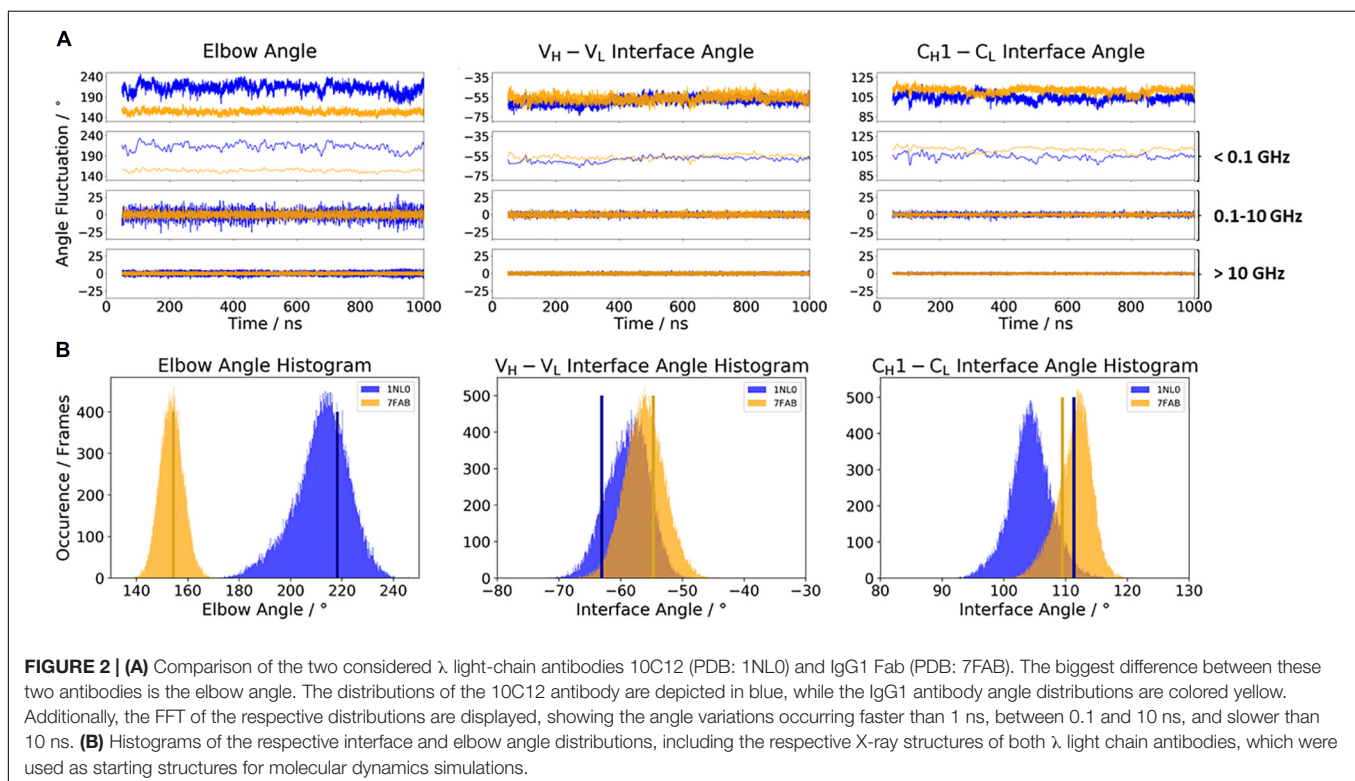 A
Elbow Angle
V_H − V_L Interface Angle
C_H1 − C_L Interface Angle
Angle Fluctuation / °
240
190
140
240
190
140
25
0
−25
25
0
−25
0 200 400 600 800 1000
Time / ns
−35
−55
−75
−35
−55
−75
25
0
−25
25
0
−25
0 200 400 600 800 1000
Time / ns
125
105
85
125
105
85
25
0
−25
25
0
−25
0 200 400 600 800 1000
Time / ns
< 0.1 GHz
0.1-10 GHz
> 10 GHz
B
Elbow Angle Histogram
Occurence / Frames
400
300
200
100
0
140 160 180 200 220 240
Elbow Angle / °
1NL0
7FAB
V_H − V_L Interface Angle Histogram
500
400
300
200
100
0
−80 −70 −60 −50 −40 −30
Interface Angle / °
1NL0
7FAB
C_H1 − C_L Interface Angle Histogram
500
400
300
200
100
0
80 90 100 110 120 130
Interface Angle / °
1NL0
7FAB
FIGURE 2 | (A) Comparison of the two considered λ light-chain antibodies 10C12 (PDB: 1NL0) and IgG1 Fab (PDB: 7FAB). The biggest difference between these
two antibodies is the elbow angle. The distributions of the 10C12 antibody are depicted in blue, while the IgG1 antibody angle distributions are colored yellow.
Additionally, the FFT of the respective distributions are displayed, showing the angle variations occurring faster than 1 ns, between 0.1 and 10 ns, and slower than
10 ns. (B) Histograms of the respective interface and elbow angle distributions, including the respective X-ray structures of both λ light chain antibodies, which were
used as starting structures for molecular dynamics simulations.